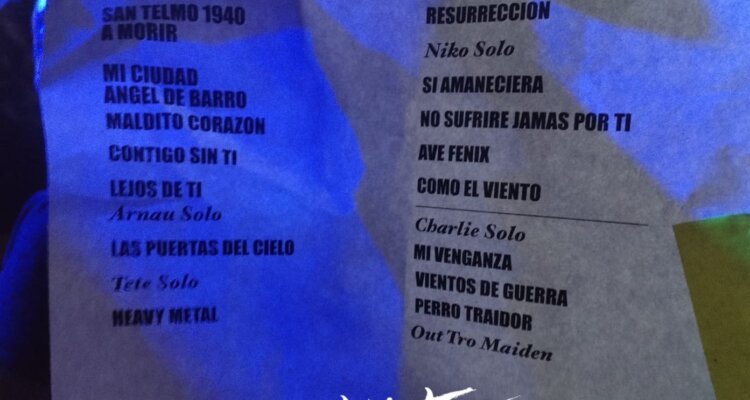 SAN TELMO 1940
A MORIR
MI CIUDAD
ANGEL DE BARRO
MALDITO CORAZON
CONTIGO SIN TI
LEJOS DE TI
Arnau Solo
LAS PUERTAS DEL CIELO
Tete Solo
HEAVY METAL
RESURRECCION
Niko Solo
SI AMANECIERA
NO SUFRIRE JAMAS POR TI
AVE FENIX
COMO EL VIENTO
Charlie Solo
MI VENGANZA
VIENTOS DE GUERRA
PERRO TRAIDOR
Out Tro Maiden